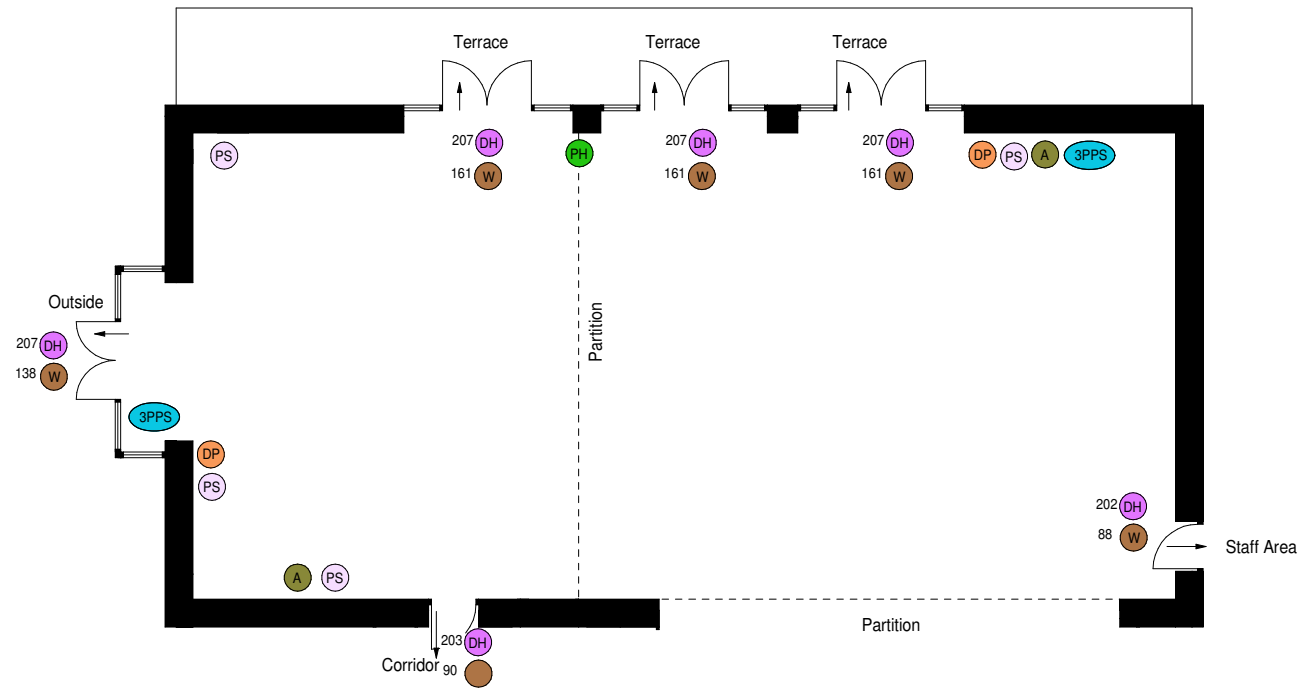 Terrace
Terrace
Terrace
207 DH
207 DH
207 DH
PS
PH
DP PS A 3PPS
161 W
161 W
161 W
Outside
Partition
207 DH
138 W
3PPS
DP
PS
202 DH
88 W
Staff Area
A PS
Partition
203 DH
Corridor 90